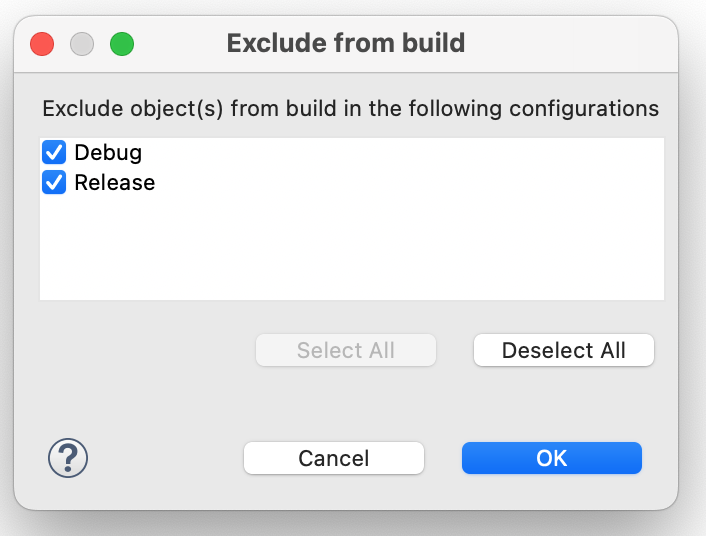 Exclude from build
Exclude object(s) from build in the following configurations
Debug
Release
Select All
Deselect All
?
Cancel
OK